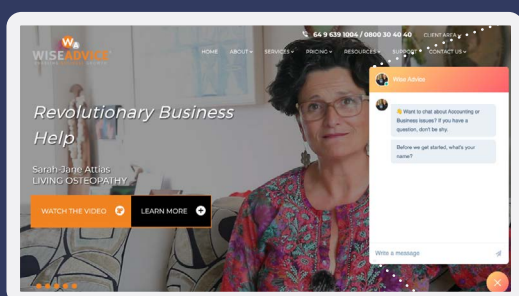 64 9 639 1004 / 0800 30 40 40 CLIENT AREA
WISEADVICE
HOME ABOUT SERVICES PRICING RESOURCES SUPPORT CONTACT US
Wise Advice
👋 Want to chat about Accounting or
Business issues? If you have a
question, don't be shy.
Before we get started, what's your
name?
Write a message
Revolutionary Business
Help
Sarah-Jane Attias
LIVING OSTEOPATHY
WATCH THE VIDEO LEARN MORE